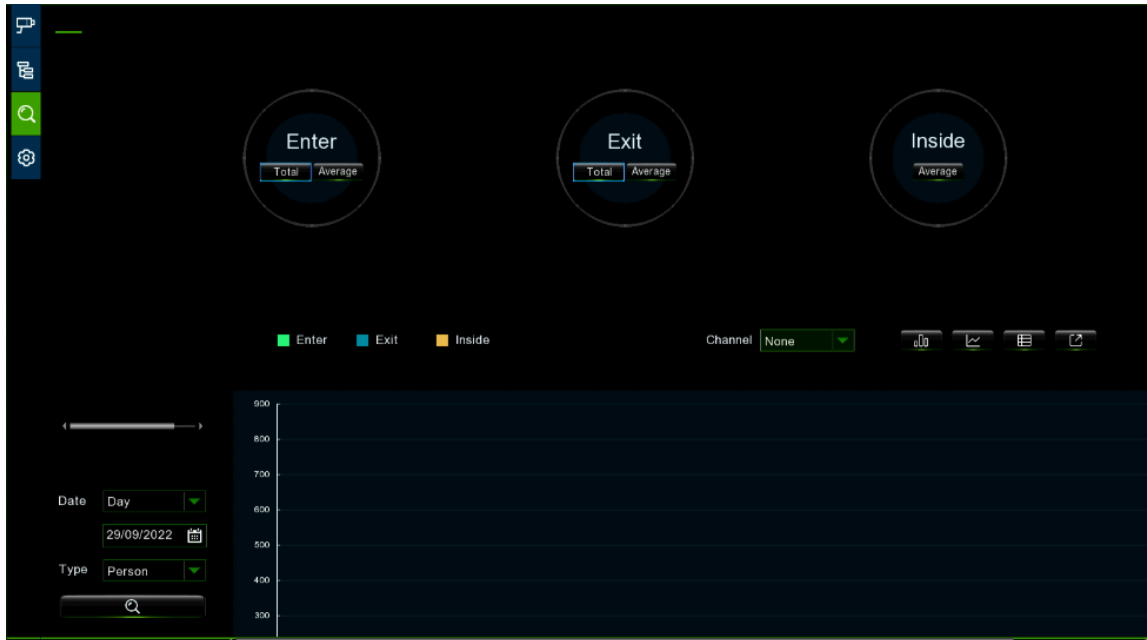 Enter Exit Inside
Total Average Total Average Average
Enter Exit Inside Channel None
900
800
700
Date Day
600
29/09/2022
500
Type Person
400
300